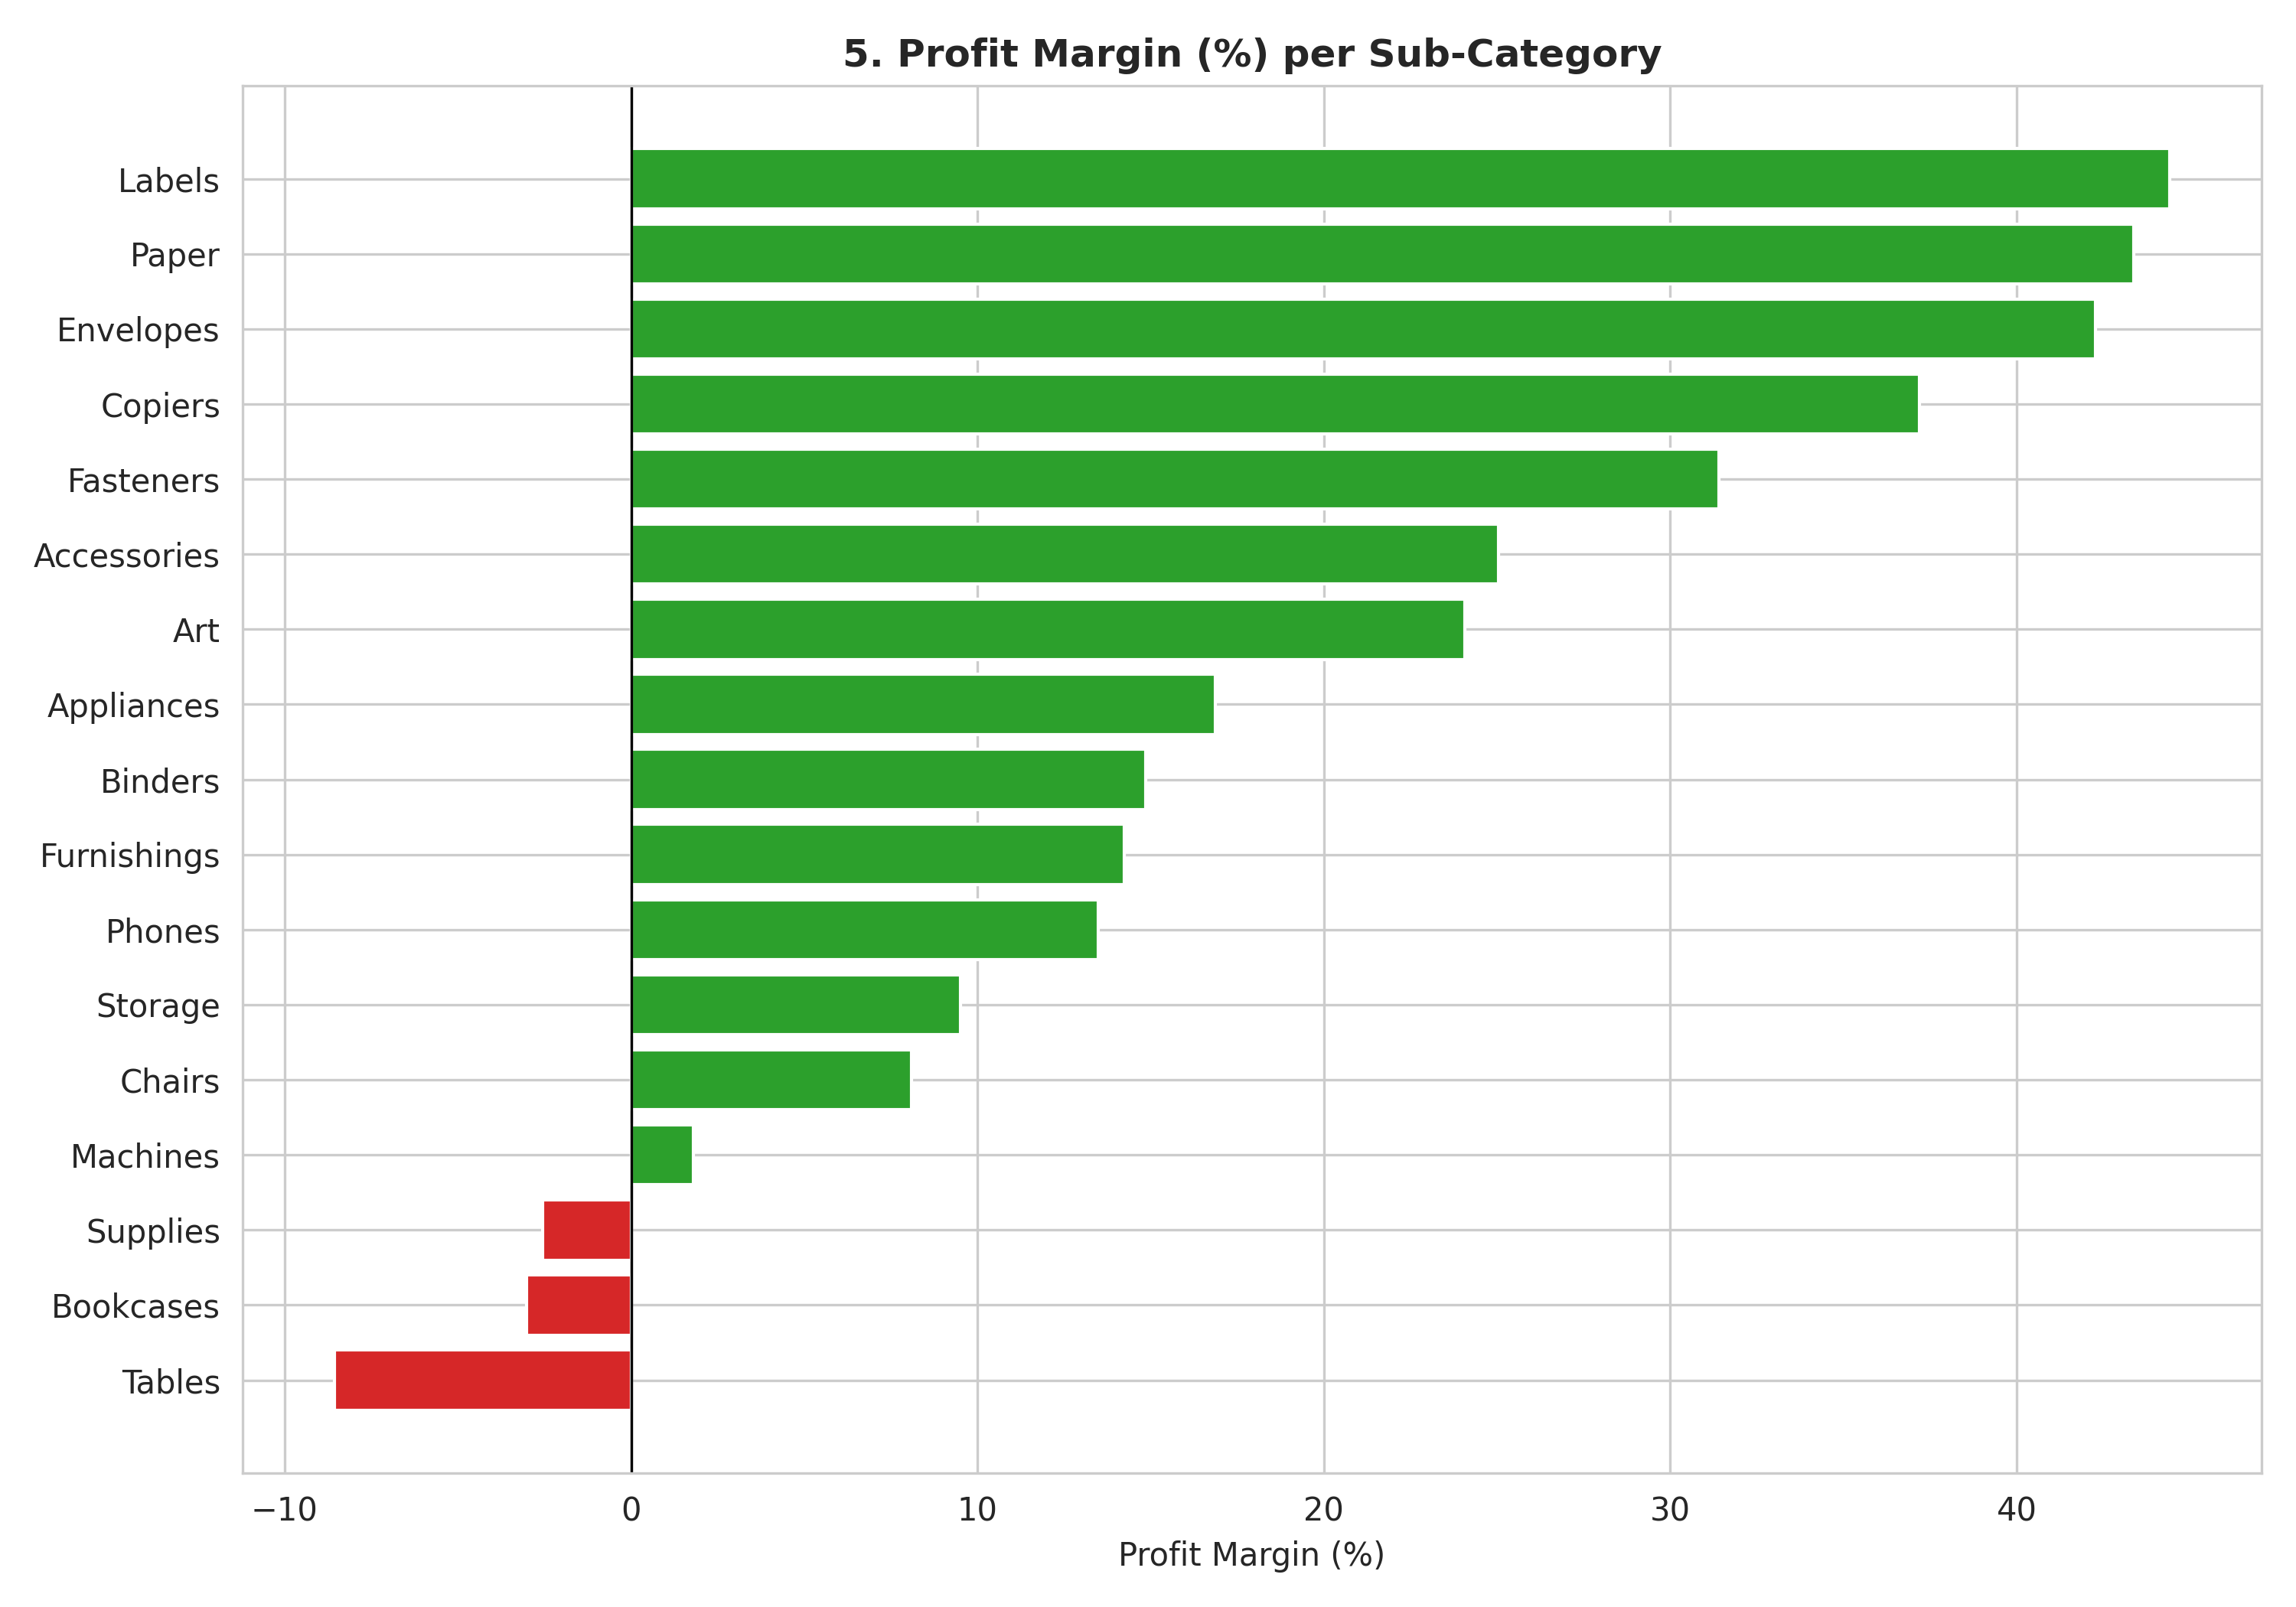 5. Profit Margin (%) per Sub-Category
Labels
Paper
Envelopes
Copiers
Fasteners
Accessories
Art
Appliances
Binders
Furnishings
Phones
Storage
Chairs
Machines
Supplies
Bookcases
Tables
−10 0 10 20 30 40
Profit Margin (%)